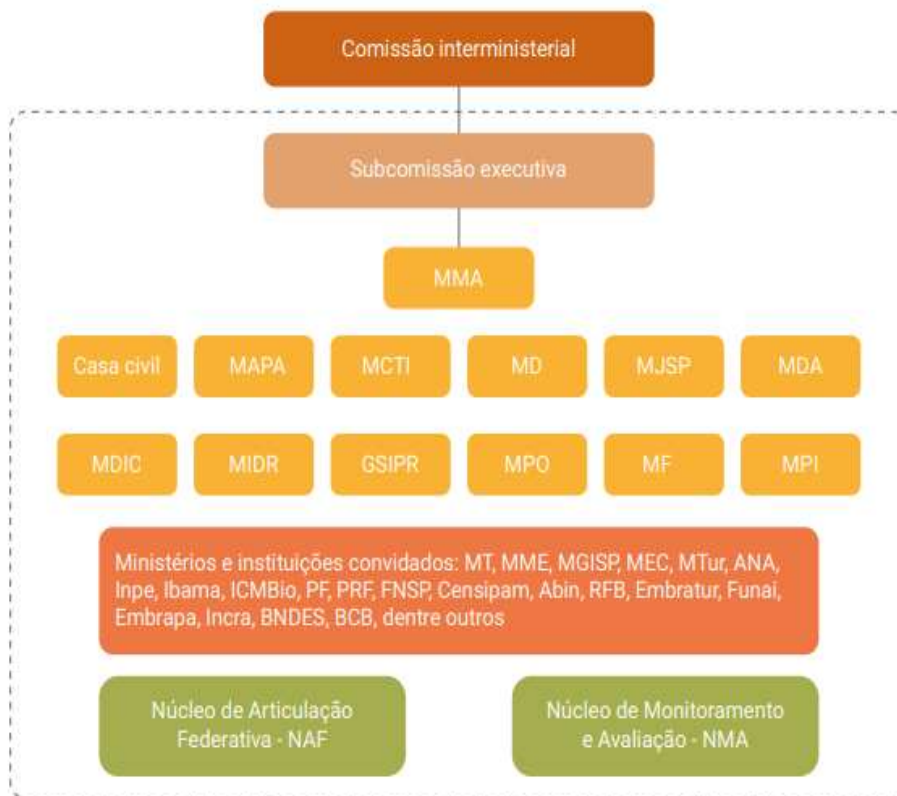 Comissão interministerial
Subcomissão executiva
MMA
Casa civil
MAPA
MCTI
MD
MJSP
MDA
MDIC
MIDR
GSIPR
MPO
MF
MPI
Ministérios e instituições convidados: MT, MME, MGISP, MEC, MTur, ANA,
Inpe, Ibama, ICMBio, PF, PRF, FNSP, Censipam, Abin, RFB, Embratur, Funai,
Embrapa, Incra, BNDES, BCB, dentre outros
Núcleo de Articulação
Federativa - NAF
Núcleo de Monitoramento
e Avaliação - NMA